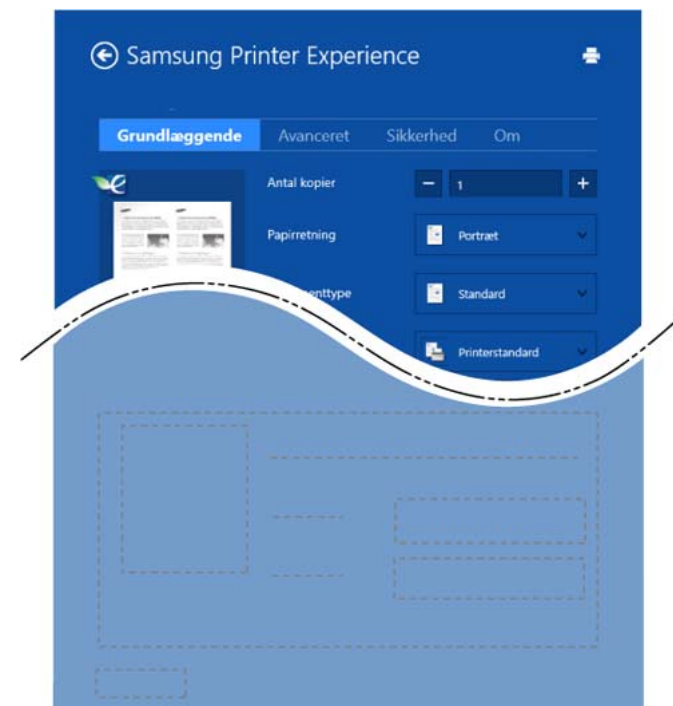 Samsung Printer Experience
Grundlæggende Avanceret Sikkerhed Om
Antal kopier 1
Papirretning Portræt
Standard
Printerstandard